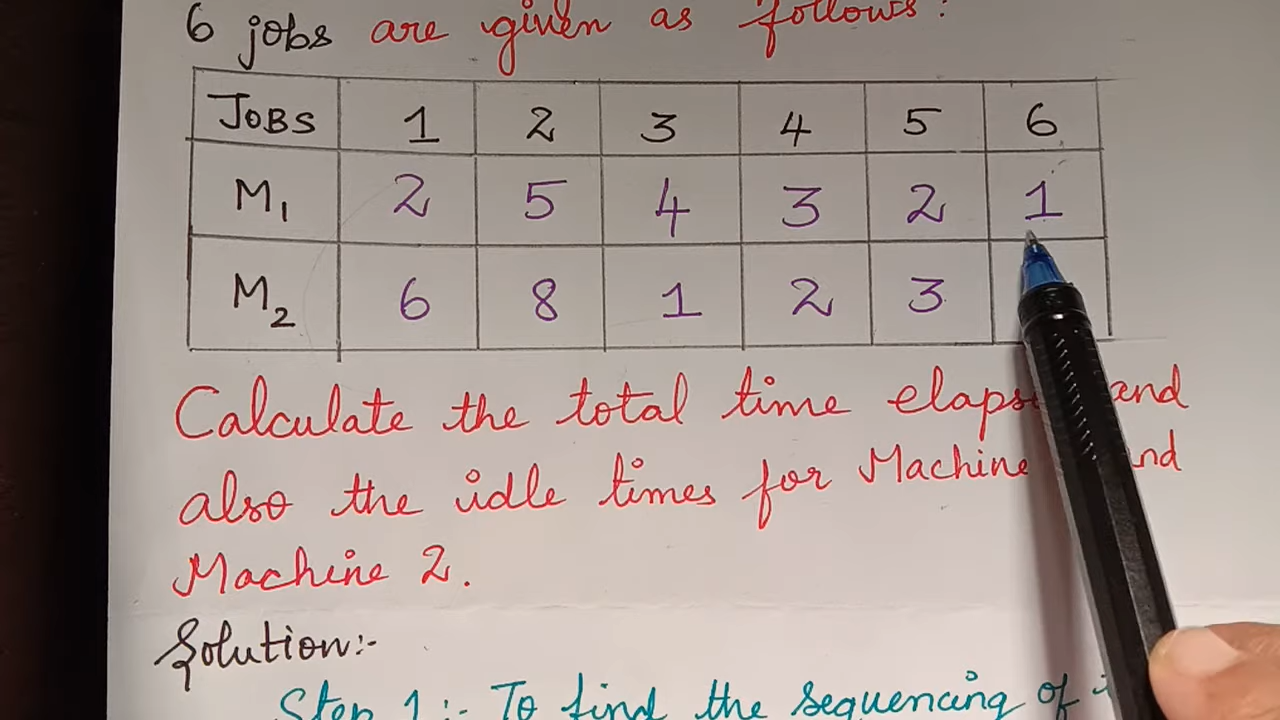 6 jobs are given as follows:
JOBS 1 2 3 4 5 6
M1 2 5 4 3 2 1
M2 6 8 1 2 3
Calculate the total time and
also the idle times for Machine and
Machine 2.
Solution:-
Step 1:- To find the sequencing of